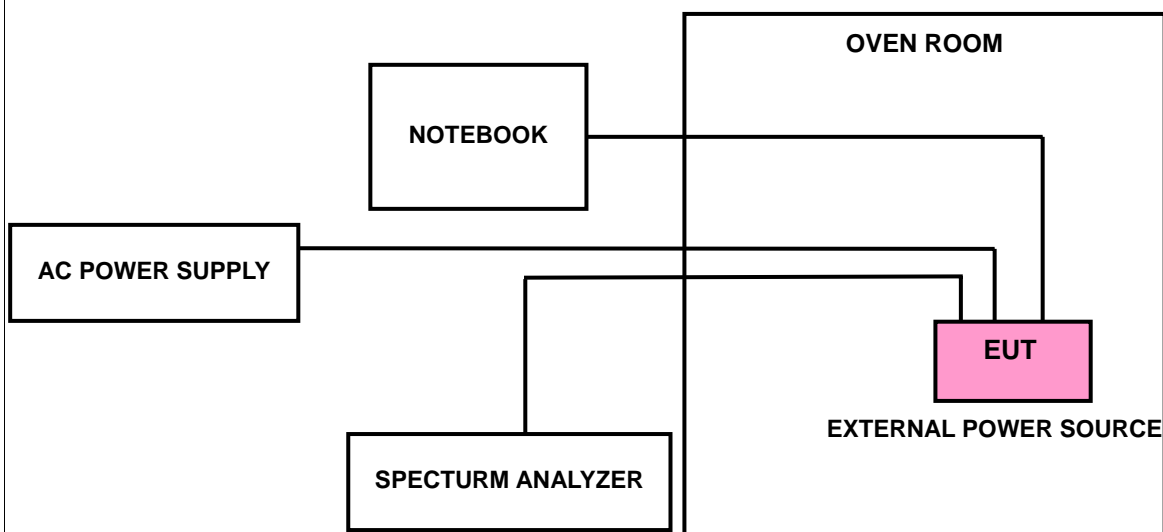 OVEN ROOM
NOTEBOOK
AC POWER SUPPLY
EUT
EXTERNAL POWER SOURCE
SPECTURM ANALYZER